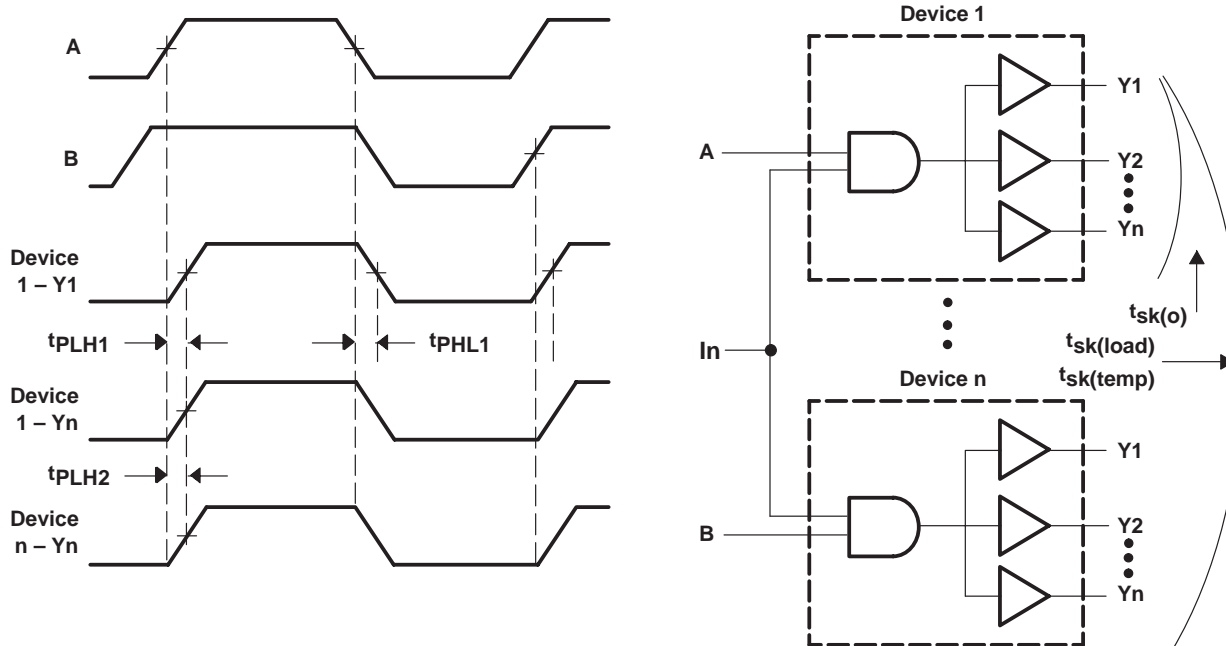 A
B
Device
1 – Y1
tPLH1
tPHL1
Device
1 – Yn
tPLH2
Device
n – Yn
Device 1
A
Y1
Y2
Yn
In
tsk(o)
tsk(load)
tsk(temp)
Device n
B
Y1
Y2
Yn